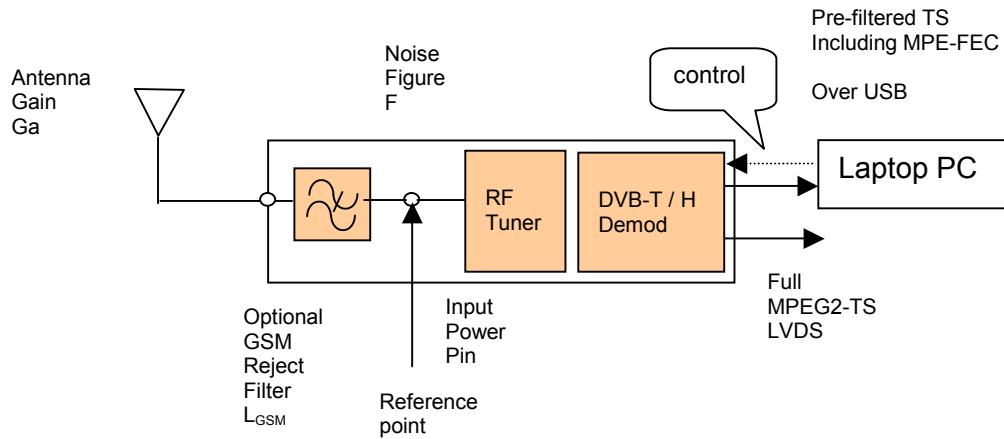 Antenna
Gain
Ga
Noise
Figure
F
control
Pre-filtered TS
Including MPE-FEC
Over USB
RF
Tuner
DVB-T / H
Demod
Laptop PC
Optional
GSM
Reject
Filter
LGSM
Reference
point
Input
Power
Pin
Full
MPEG2-TS
LVDS